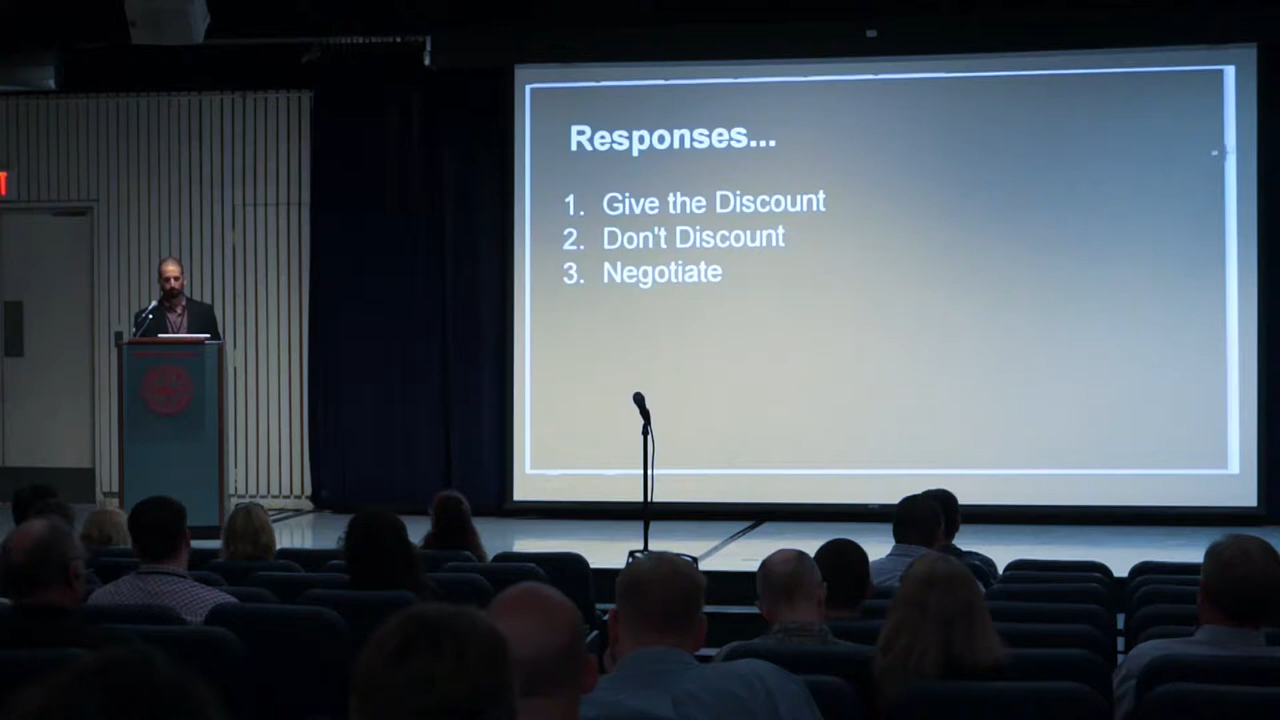 Responses...
1. Give the Discount
2. Don't Discount
3. Negotiate